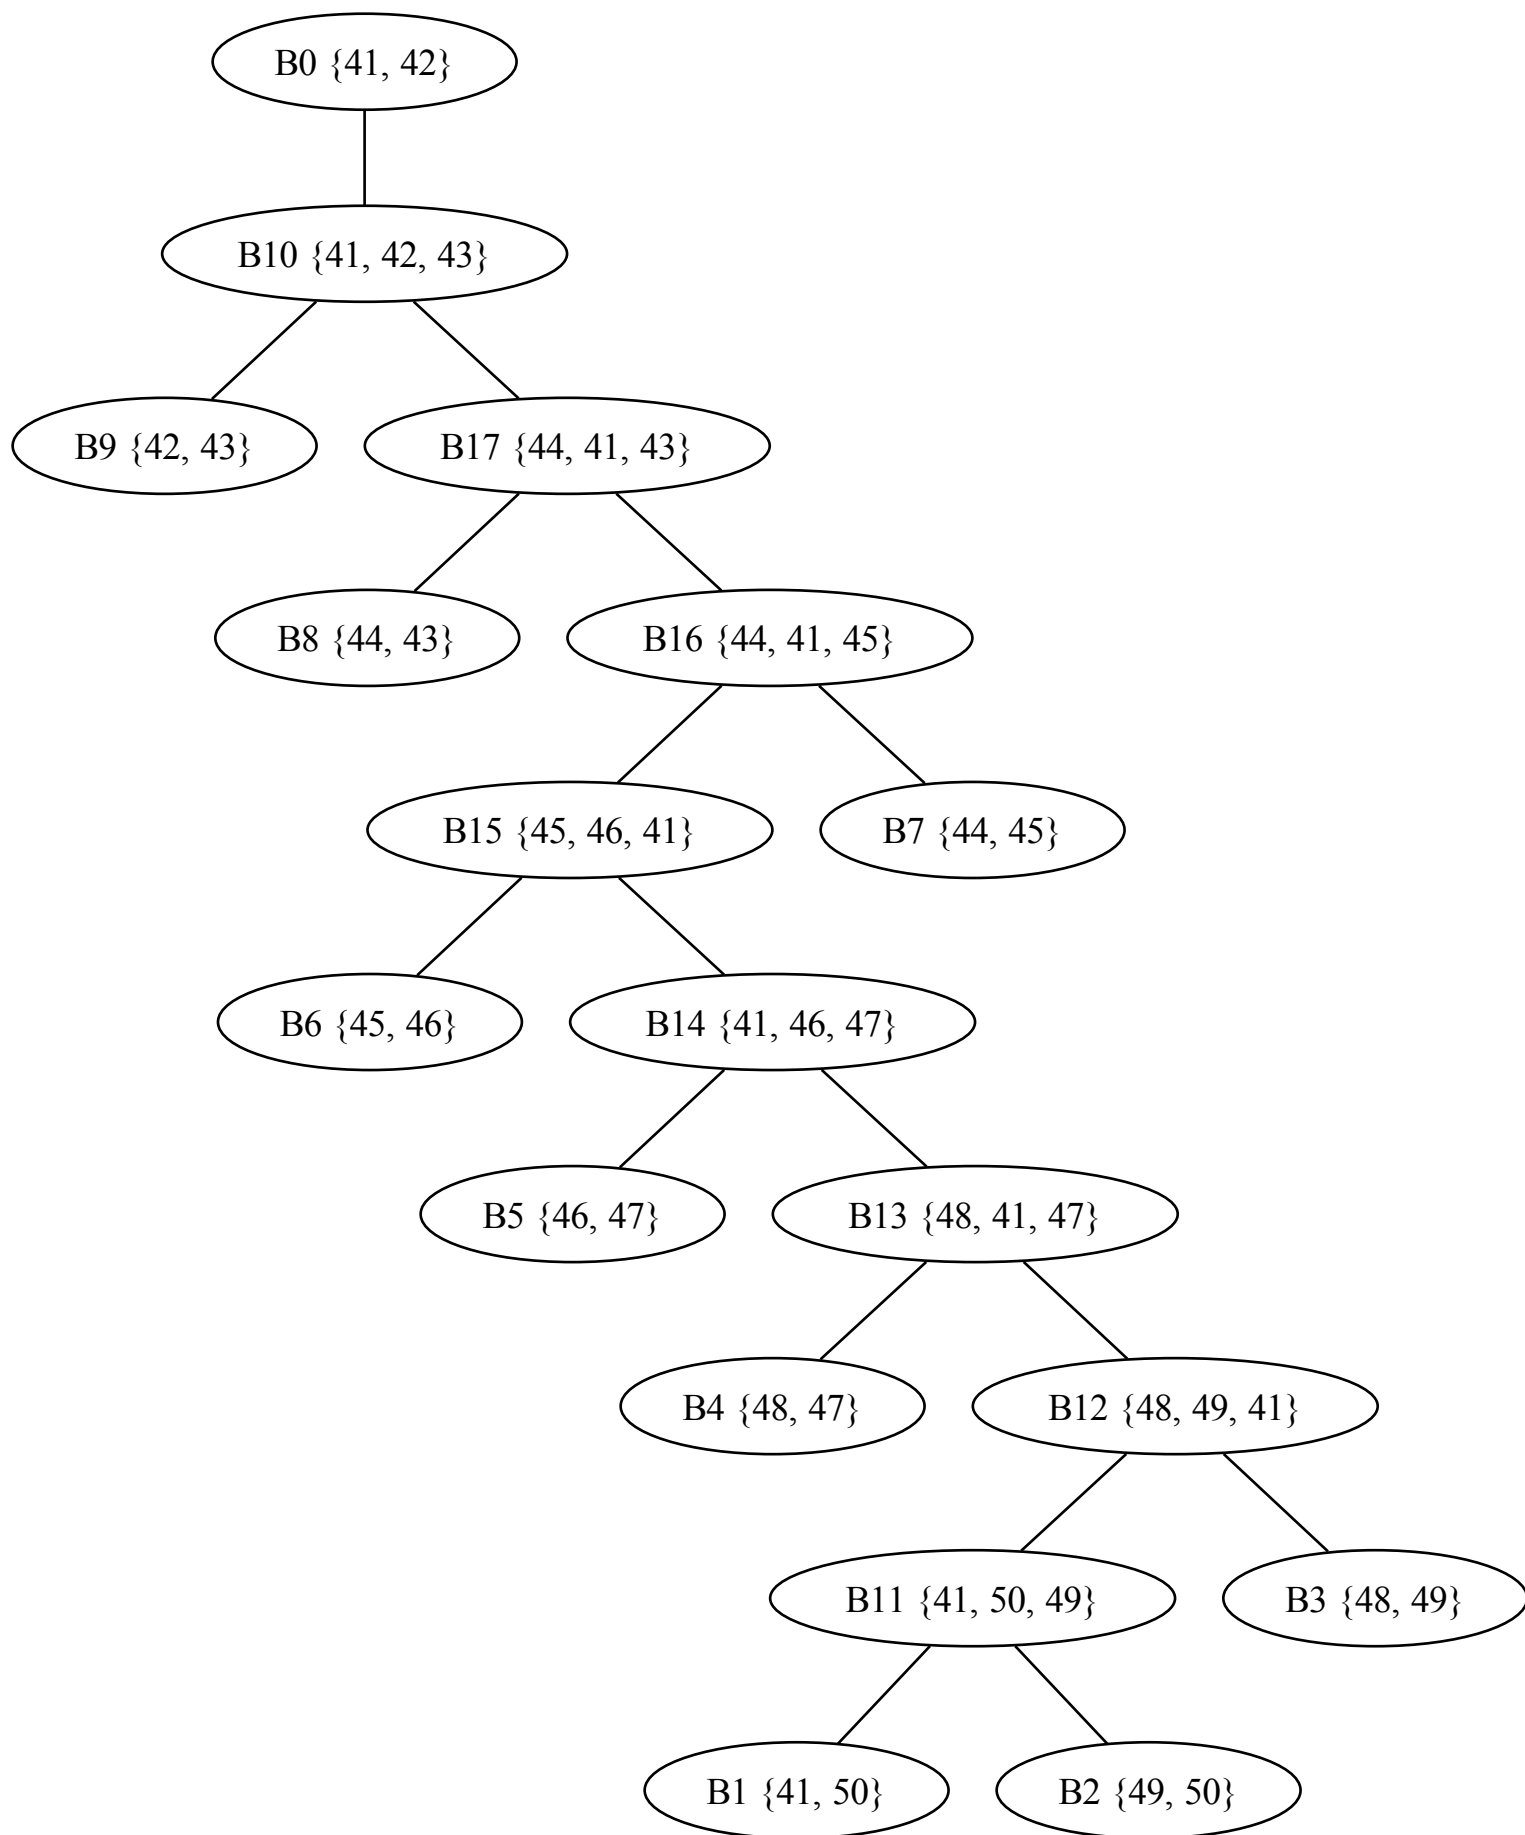 B0 {41, 42}
B10 {41, 42, 43}
B9 {42, 43}
B17 {44, 41, 43}
B8 {44, 43}
B16 {44, 41, 45}
B15 {45, 46, 41}
B7 {44, 45}
B6 {45, 46}
B14 {41, 46, 47}
B5 {46, 47}
B13 {48, 41, 47}
B4 {48, 47}
B12 {48, 49, 41}
B11 {41, 50, 49}
B3 {48, 49}
B1 {41, 50}
B2 {49, 50}